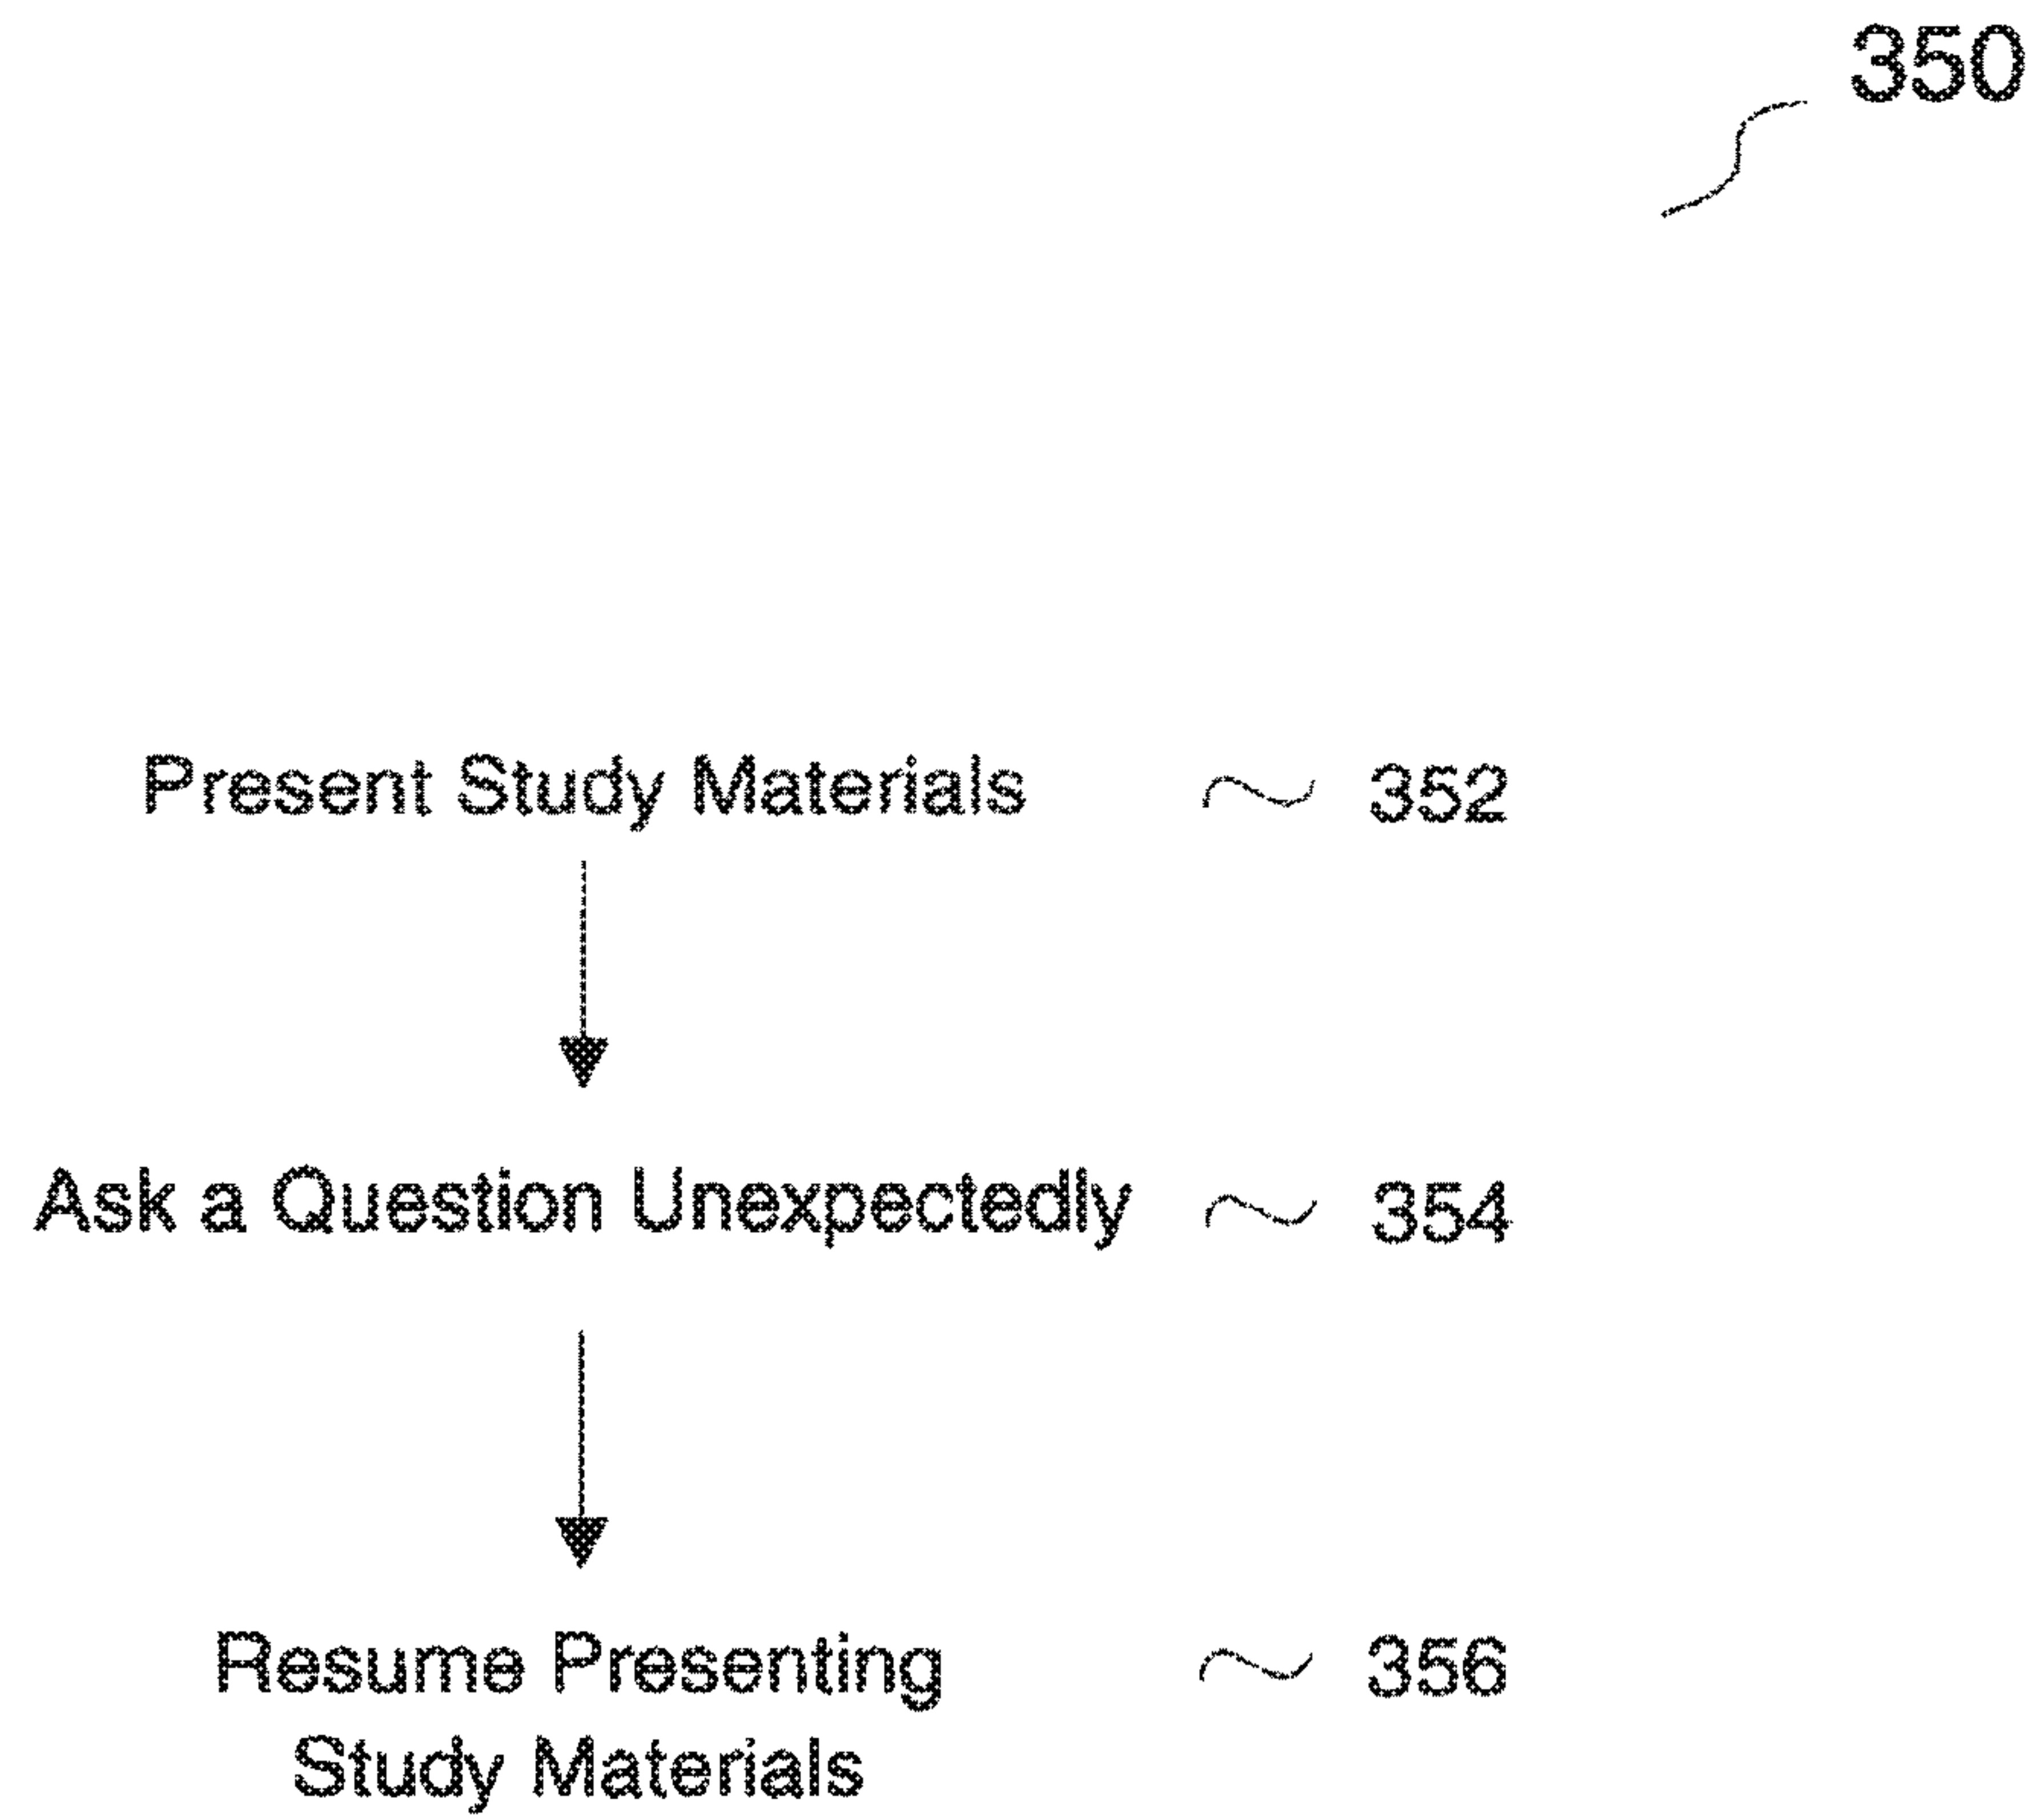 350
Present Study Materials 352
Ask a Question Unexpectedly 354
Resume Presenting 356
Study Materials